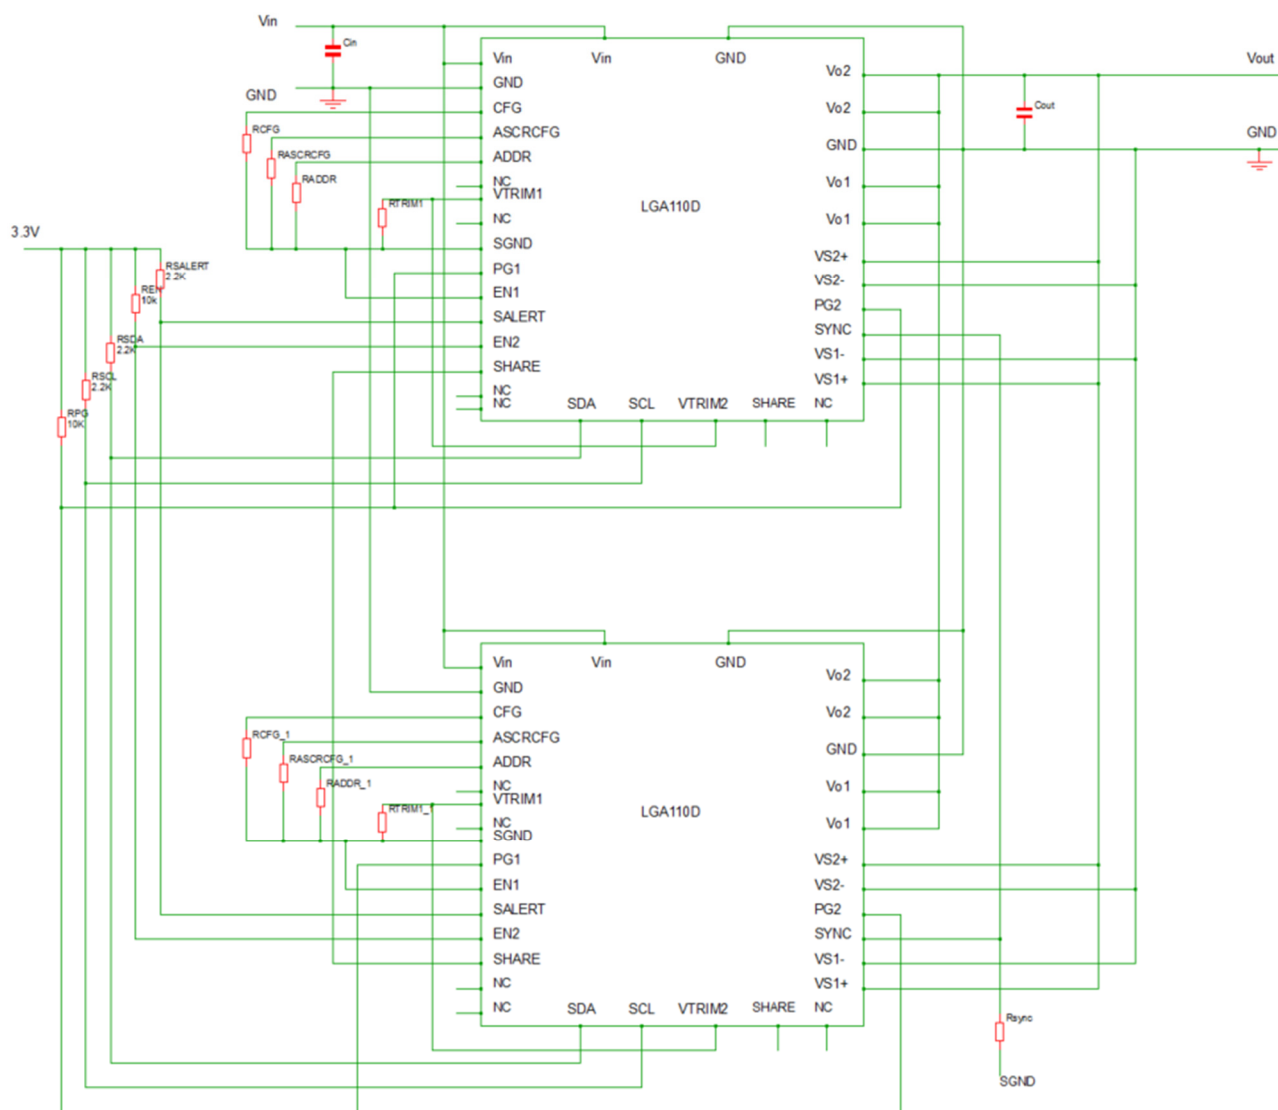 Vin
Cin
GND
RCFG
RASCRCFG
RADDR
RTRIM1
3.3V
RSALERT
2.2K
REN
10k
RSDA
2.2K
RSCL
2.2K
RPG
10K
Vin
GND
CFG
ASCRCFG
ADDR
NC
VTRIM1
NC
SGND
PG1
EN1
SALERT
EN2
SHARE
NC
NC
Vin
GND
LGA110D
SDA
SCL
VTRIM2
SHARE
NC
Vo2
Vo2
GND
Vo1
Vo1
VS2+
VS2-
PG2
SYNC
VS1-
VS1+
Vout
Cout
GND
RCFG_1
RASCRCFG_1
RADDR_1
RTRIM1_1
Vin
GND
CFG
ASCRCFG
ADDR
NC
VTRIM1
NC
SGND
PG1
EN1
SALERT
EN2
SHARE
NC
NC
Vin
GND
LGA110D
SDA
SCL
VTRIM2
SHARE
NC
Vo2
Vo2
GND
Vo1
Vo1
VS2+
VS2-
PG2
SYNC
VS1-
VS1+
Rsync
SGND